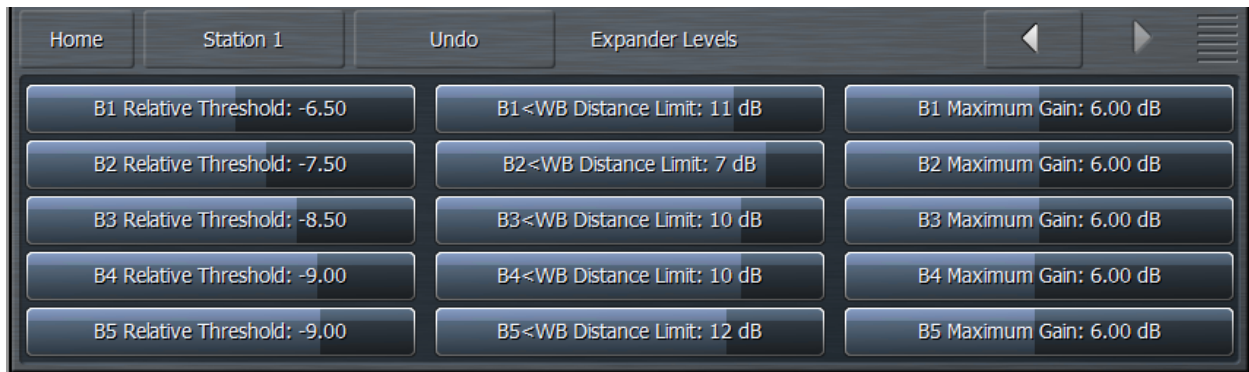 Home Station 1 Undo Expander Levels
B1 Relative Threshold: -6.50 B1<WB Distance Limit: 11 dB B1 Maximum Gain: 6.00 dB
B2 Relative Threshold: -7.50 B2<WB Distance Limit: 7 dB B2 Maximum Gain: 6.00 dB
B3 Relative Threshold: -8.50 B3<WB Distance Limit: 10 dB B3 Maximum Gain: 6.00 dB
B4 Relative Threshold: -9.00 B4<WB Distance Limit: 10 dB B4 Maximum Gain: 6.00 dB
B5 Relative Threshold: -9.00 B5<WB Distance Limit: 12 dB B5 Maximum Gain: 6.00 dB